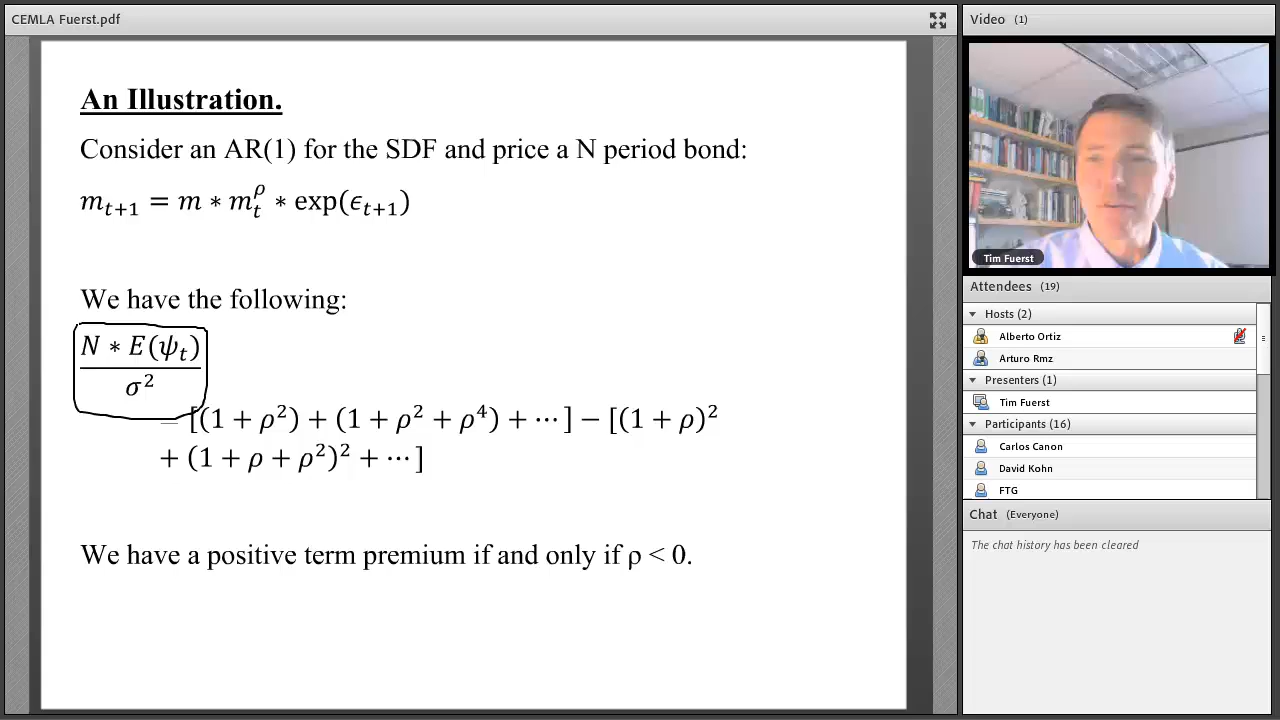 CEMLA Fuerst.pdf
An Illustration.
Consider an AR(1) for the SDF and price a N period bond:
m_{t+1} = m * m_t^ρ * exp(ϵ_{t+1})
We have the following:
N * E(ψ_t)
σ^2
= [(1 + ρ^2) + (1 + ρ^2 + ρ^4) + ⋯ ] − [(1 + ρ)^2
+ (1 + ρ + ρ^2)^2 + ⋯ ]
We have a positive term premium if and only if ρ < 0.
Video (1)
Tim Fuerst
Attendees (19)
Hosts (2)
Alberto Ortiz
Arturo Rmz
Presenters (1)
Tim Fuerst
Participants (16)
Carlos Canon
David Kohn
FTG
Chat (Everyone)
The chat history has been cleared